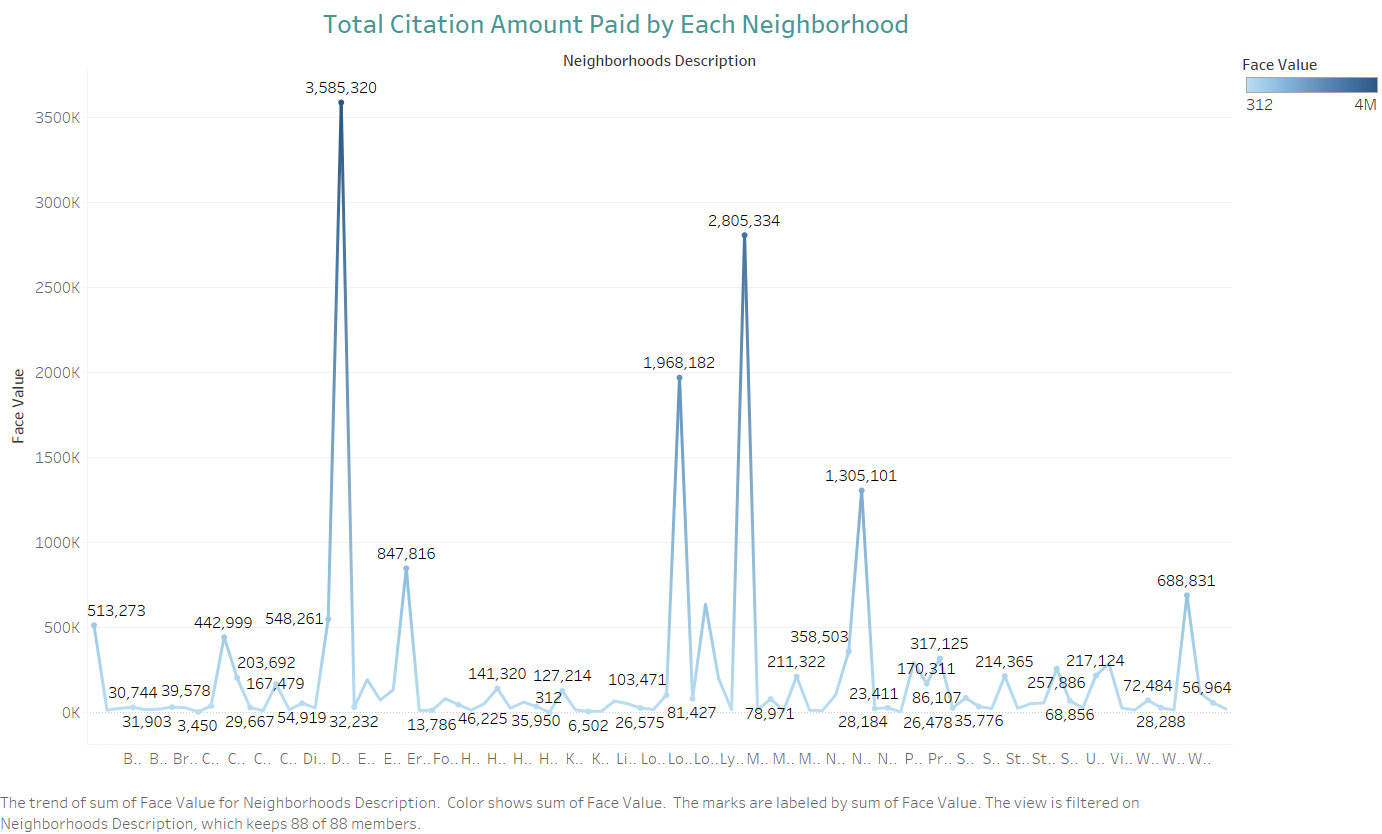 Total Citation Amount Paid by Each Neighborhood
Neighborhoods Description
Face Value
312 4M
3,585,320
3500K
3000K
2,805,334
2500K
2000K
1,968,182
Face Value
1500K
1,305,101
1000K
847,816
688,831
500K
513,273
442,999
548,261
358,503
317,125
203,692
211,322
214,365
217,124
141,320
127,214
103,471
170,311
167,479
257,886
30,744
39,578
312
23,411
86,107
72,484
56,964
0K
31,903
3,450
29,667
54,919
32,232
13,786
46,225
35,950
6,502
26,575
81,427
78,971
28,184
26,478
35,776
68,856
28,288
B.. B.. Br.. C.. C.. C.. C.. Di.. D.. E.. E.. Er.. Fo.. H.. H.. H.. H.. K.. K.. Li.. Lo.. Lo.. Lo.. Ly.. M.. M.. M.. N.. N.. N.. P.. Pr.. S.. S.. St.. St.. S.. U.. Vi.. W.. W.. W..
The trend of sum of Face Value for Neighborhoods Description.  Color shows sum of Face Value.  The marks are labeled by sum of Face Value. The view is filtered on
Neighborhoods Description, which keeps 88 of 88 members.